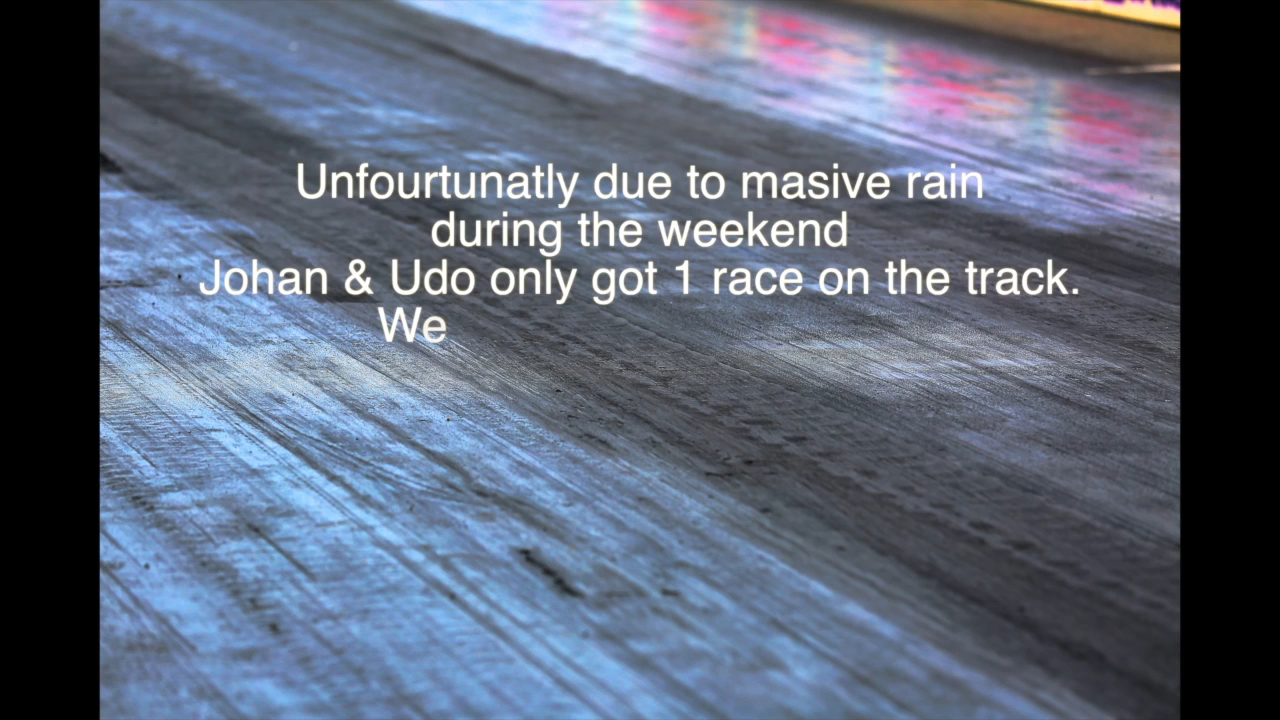 Unfourtunatly due to masive rain
during the weekend
Johan & Udo only got 1 race on the track.
We